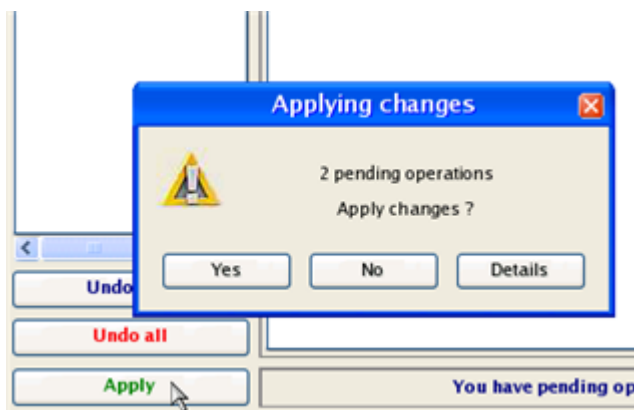 Applying changes
2 pending operations
Apply changes ?
Yes No Details
Undo
Undo all
Apply
You have pending op